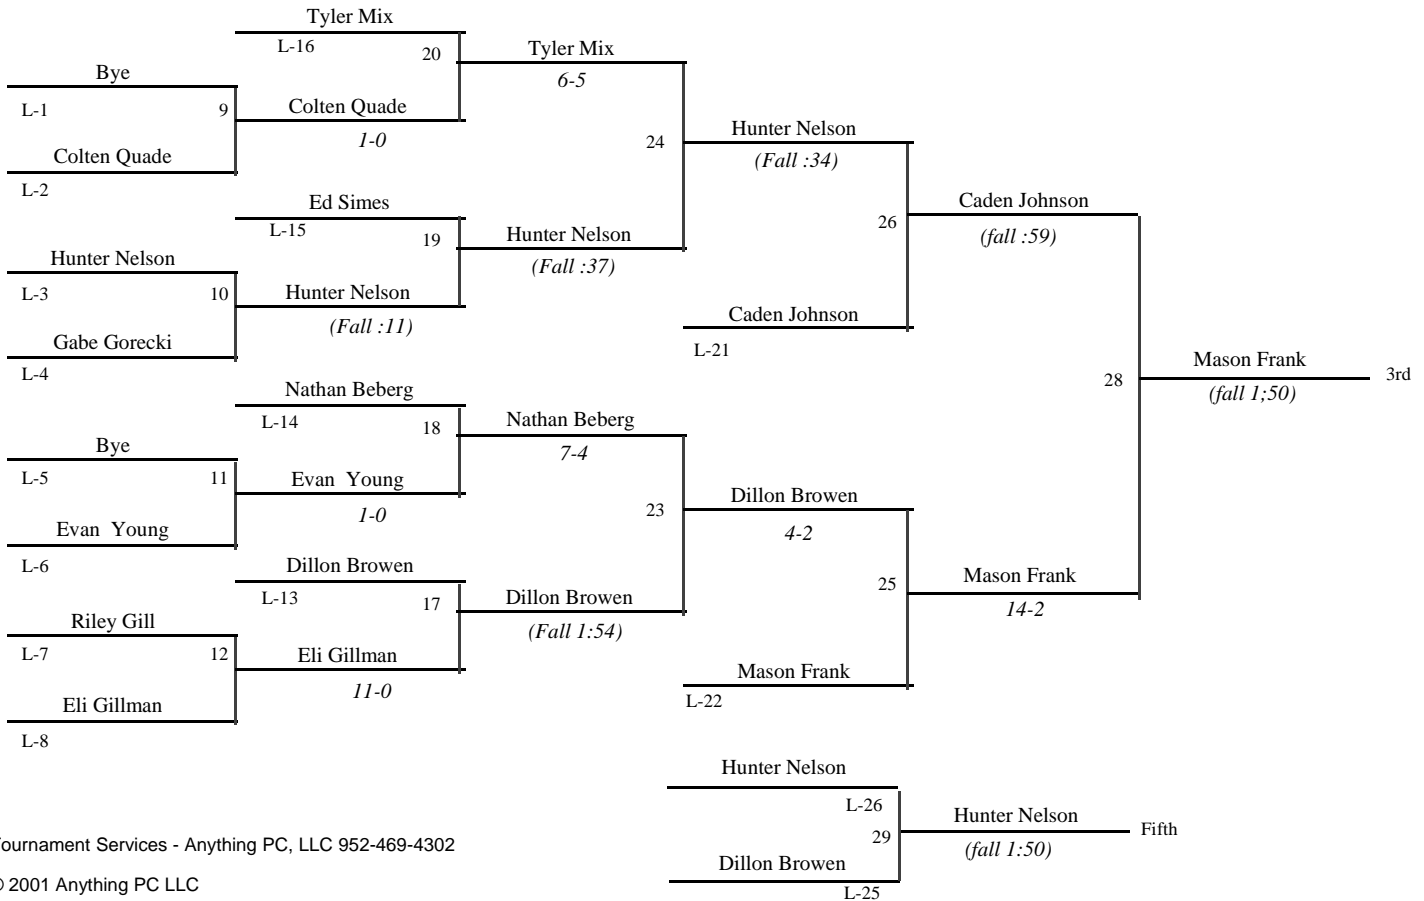 Tyler Mix
L-16
20
Tyler Mix
6-5
Bye
L-1
9
Colten Quade
1-0
24
Hunter Nelson
(Fall :34)
Colten Quade
L-2
Ed Simes
L-15
19
Hunter Nelson
(Fall :37)
26
Caden Johnson
(fall :59)
Hunter Nelson
L-3
10
Hunter Nelson
(Fall :11)
Caden Johnson
L-21
Gabe Gorecki
L-4
28
Mason Frank
(fall 1;50)
3rd
Nathan Beberg
L-14
18
Nathan Beberg
7-4
Bye
L-5
11
Evan  Young
1-0
23
Dillon Browen
4-2
Evan  Young
L-6
Dillon Browen
L-13
17
Dillon Browen
(Fall 1:54)
25
Mason Frank
14-2
Riley Gill
L-7
12
Eli Gillman
11-0
Mason Frank
L-22
Eli Gillman
L-8
Hunter Nelson
L-26
29
Hunter Nelson
(fall 1:50)
Fifth
Dillon Browen
L-25
ournament Services - Anything PC, LLC 952-469-4302
© 2001 Anything PC LLC